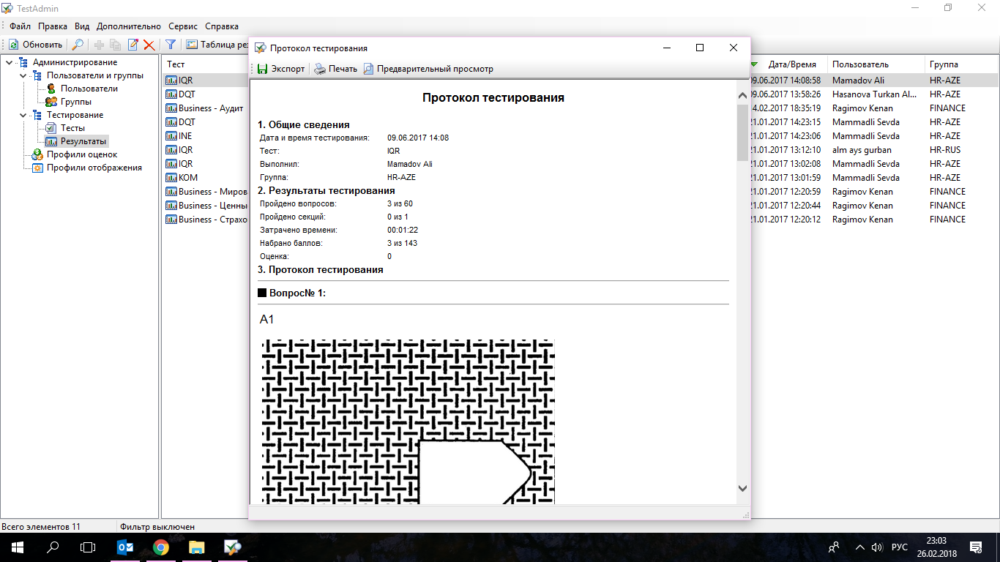 TestAdmin
Файл Правка Вид Дополнительно Сервис Справка
Обновить Таблица рез
Администрирование
Пользователи и группы
Пользователи
Группы
Тестирование
Тесты
Результаты
Профили оценок
Профили отображения
Тест
IQR
DQT
Business - Аудит
DQT
INE
IQR
IQR
KOM
Business - Миров
Business - Ценны
Business - Страхо
Протокол тестирования
Экспорт Печать Предварительный просмотр
Протокол тестирования
1. Общие сведения
Дата и время тестирования: 09.06.2017 14:08
Тест: IQR
Выполнил: Mamadov Ali
Группа: HR-AZE
2. Результаты тестирования
Пройдено вопросов: 3 из 60
Пройдено секций: 0 из 1
Затрачено времени: 00:01:22
Набрано баллов: 3 из 143
Оценка: 0
3. Протокол тестирования
Вопрос№ 1:
A1
Дата/Время Пользователь Группа
09.06.2017 14:08:58 Mamadov Ali HR-AZE
09.06.2017 13:58:26 Hasanova Turkan Al... HR-AZE
4.02.2017 18:35:19 Ragimov Kenan FINANCE
21.01.2017 14:23:15 Mammadli Sevda HR-AZE
21.01.2017 14:23:06 Mammadli Sevda HR-AZE
21.01.2017 13:12:10 alm ays gurban HR-RUS
21.01.2017 13:02:08 Mammadli Sevda HR-AZE
21.01.2017 13:01:59 Mammadli Sevda HR-AZE
21.01.2017 12:20:59 Ragimov Kenan FINANCE
21.01.2017 12:20:44 Ragimov Kenan FINANCE
21.01.2017 12:20:12 Ragimov Kenan FINANCE
Всего элементов 11 Фильтр выключен
РУС
23:03
26.02.2018